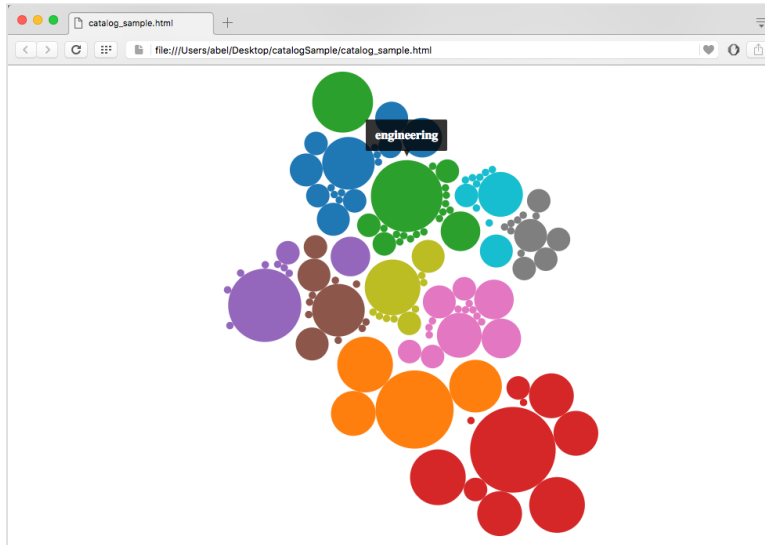 catalog_sample.html
file:///Users/abel/Desktop/catalogSample/catalog_sample.html
engineering